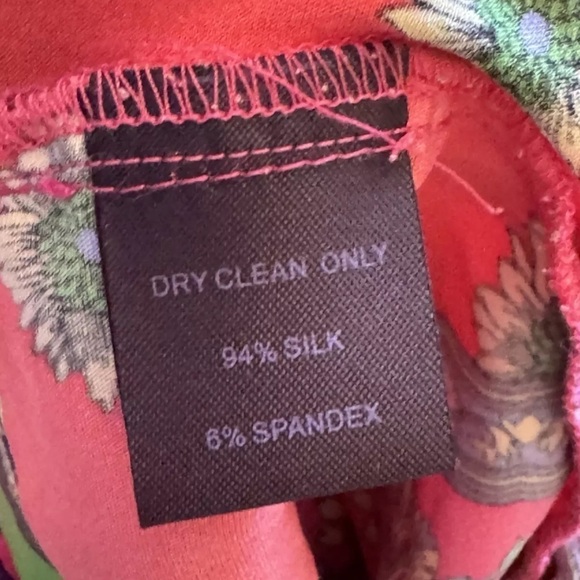 DRY CLEAN ONLY
94% SILK
6% SPANDEX